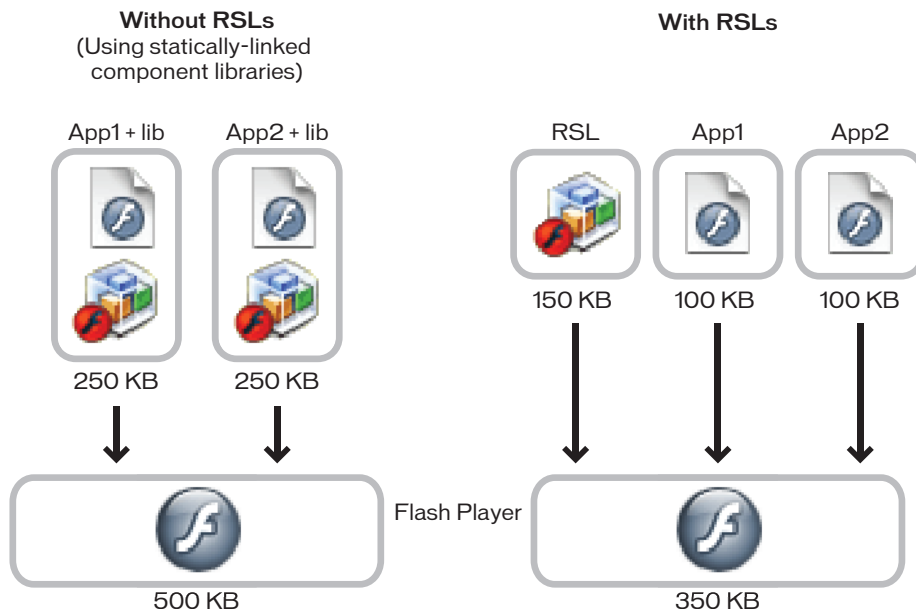 Without RSLs
(Using statically-linked
component libraries)
App1 + lib
App2 + lib
250 KB
250 KB
500 KB
With RSLs
RSL
App1
App2
150 KB
100 KB
100 KB
Flash Player
350 KB